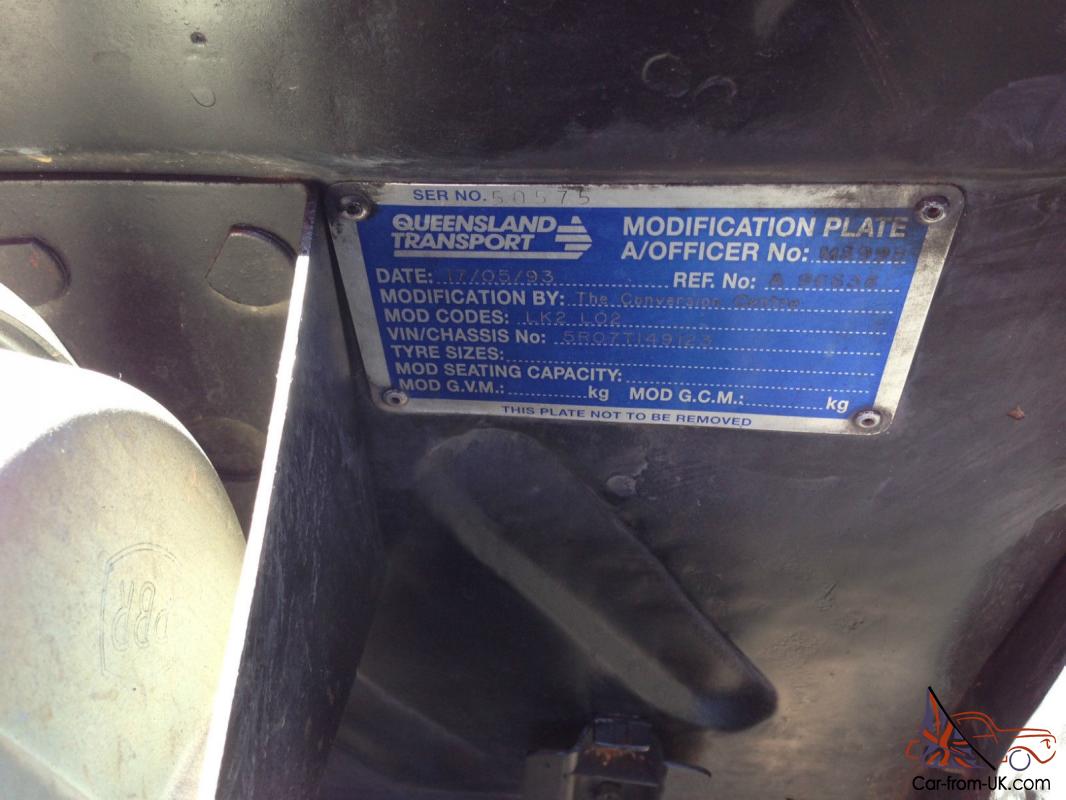 SER NO. 50575
QUEENSLAND
TRANSPORT
MODIFICATION PLATE
A/OFFICER No:
DATE: 17/05/93
REF. No: A
MODIFICATION BY: The Conversion Centre
MOD CODES: LK2 LO2
VIN/CHASSIS No: 5R07T149123
TYRE SIZES:
MOD SEATING CAPACITY:
MOD G.V.M.: kg MOD G.C.M.: kg
THIS PLATE NOT TO BE REMOVED
PBR
Car-from-UK.com